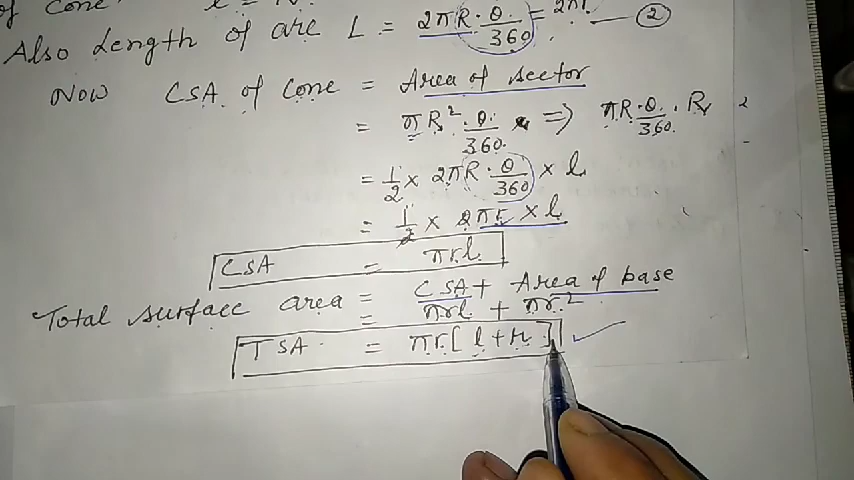 of Cone
Also Length of arc L = 2πR·θ/360 = 2πr — ②
Now CSA of Cone = Area of sector
= πR²·θ/360 ⇒ πR·θ/360·R
= 1/2 × 2πR·θ/360 × l
= 1/2 × 2πr × l
CSA = πrl
Total surface area = CSA + Area of base
= πrl + πr²
TSA = πr[l+r]